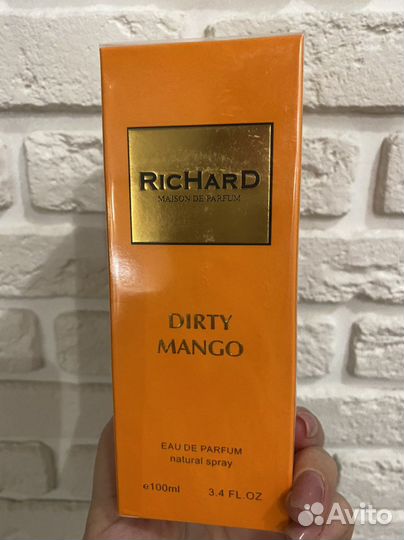 RICHARD
MAISON DE PARFUM
DIRTY
MANGO
EAU DE PARFUM
natural spray
e100ml 3.4 FL.OZ
Avito